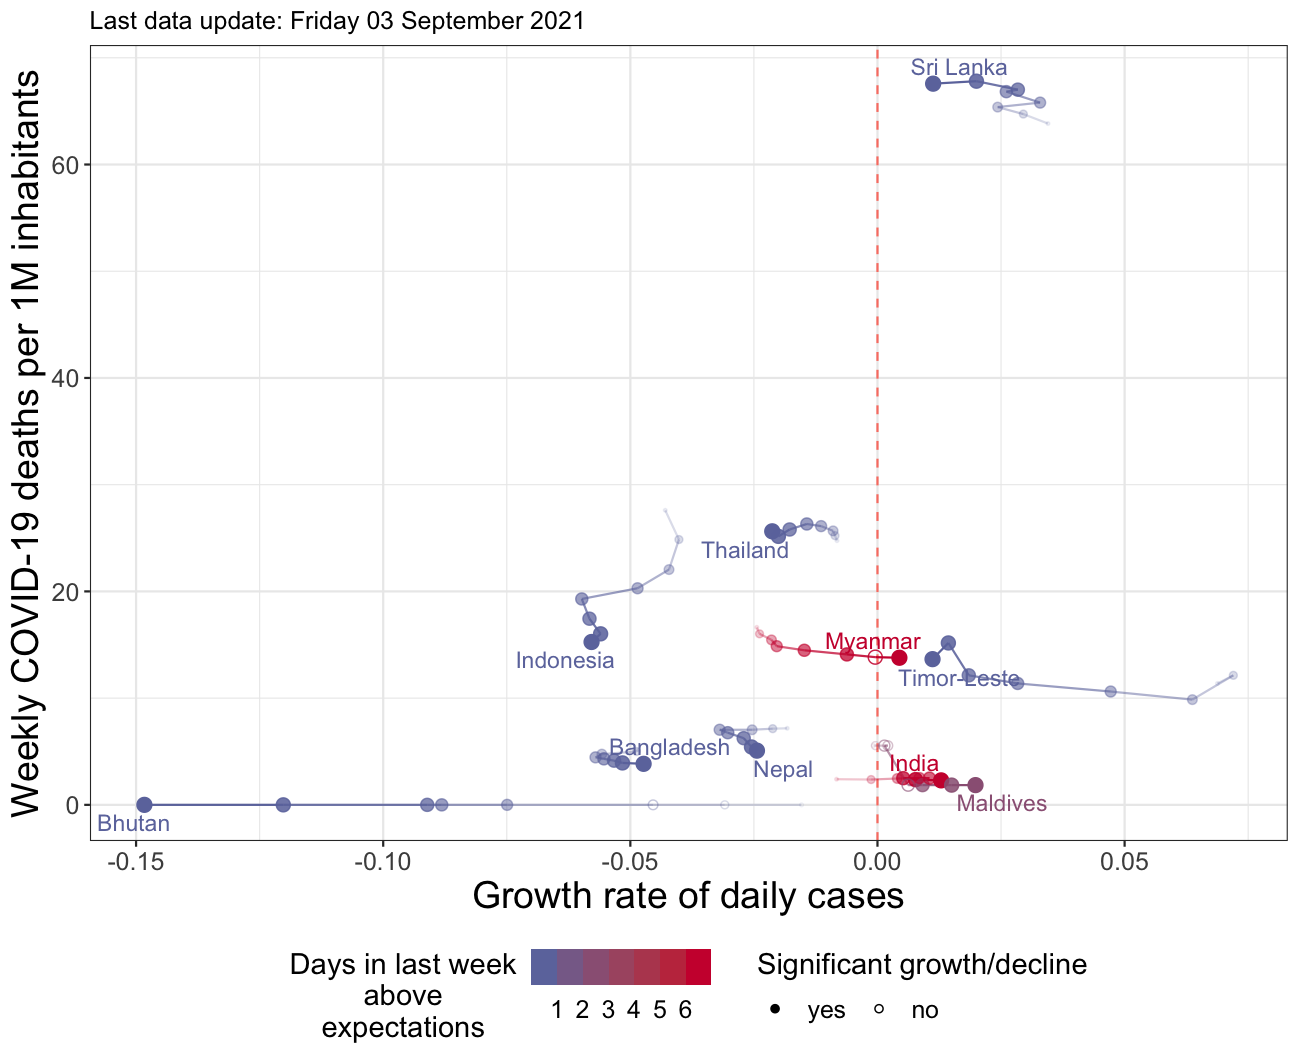 Last data update: Friday 03 September 2021
Weekly COVID-19 deaths per 1M inhabitants
60
40
20
0
Sri Lanka
Thailand
Indonesia
Myanmar
Timor-Leste
Bangladesh
Nepal
India
Maldives
Bhutan
-0.15 -0.10 -0.05 0.00 0.05
Growth rate of daily cases
Days in last week
above
expectations
1 2 3 4 5 6
Significant growth/decline
yes no